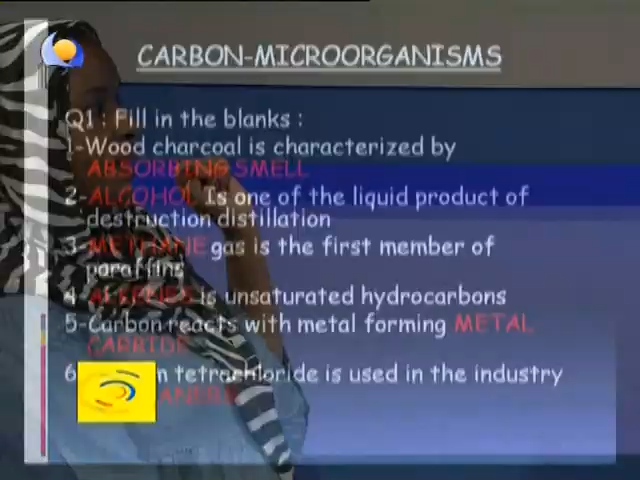 CARBON-MICROORGANISMS
Q1 : Fill in the blanks :
1-Wood charcoal is characterized by
ABSORBING SMELL
2-ALCOHOL Is one of the liquid product of
destruction distillation
3-METHANE gas is the first member of
paraffins
4- is unsaturated hydrocarbons
5-Carbon reacts with metal forming METAL
CARBIDE
6- tetrachloride is used in the industry